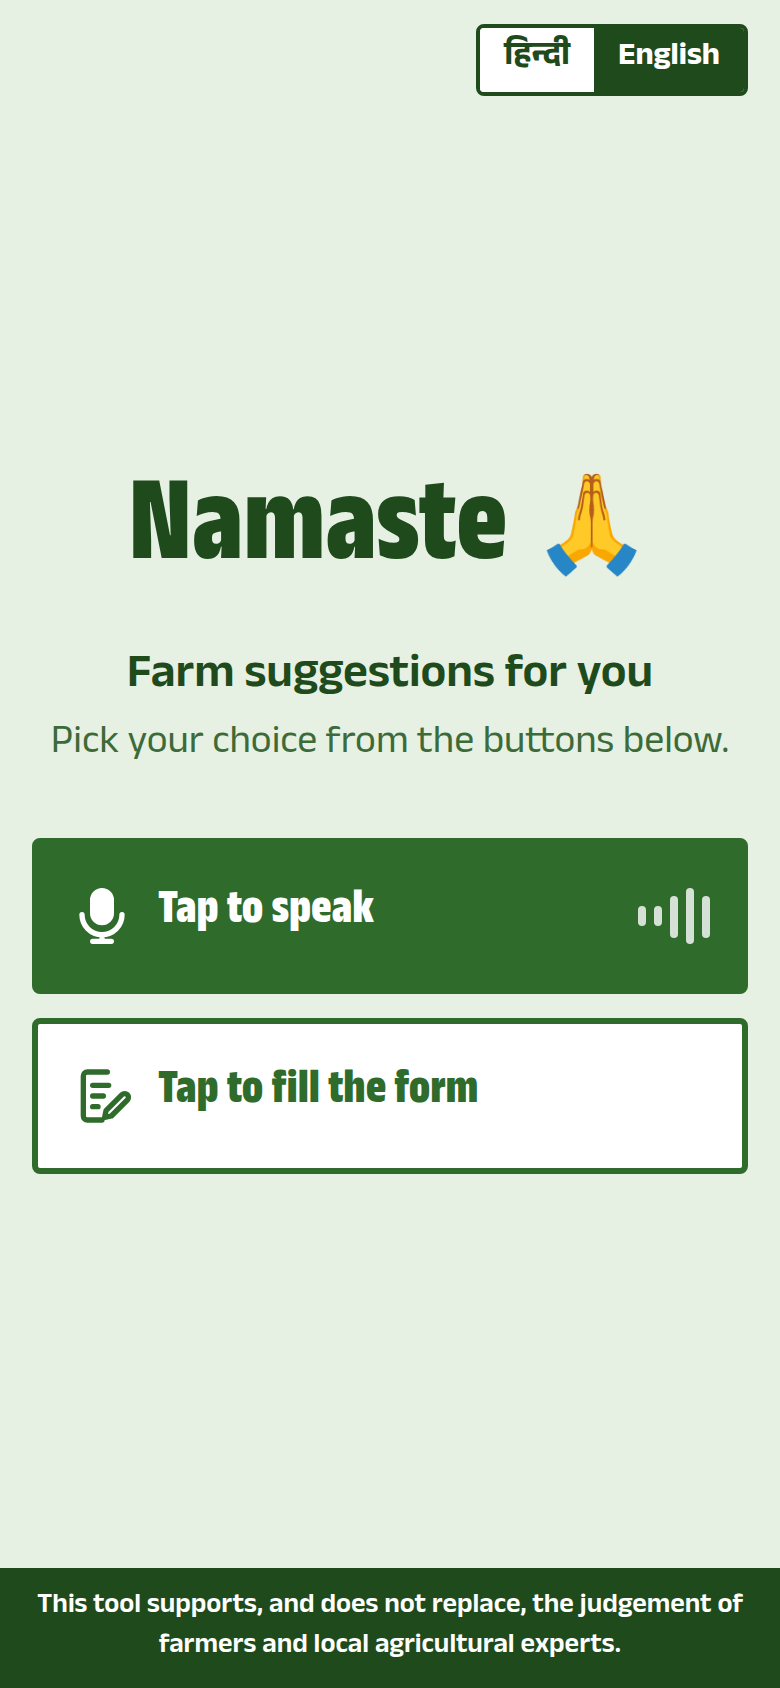 हिन्दी English
Namaste 🙏
Farm suggestions for you
Pick your choice from the buttons below.
Tap to speak
Tap to fill the form
This tool supports, and does not replace, the judgement of
farmers and local agricultural experts.